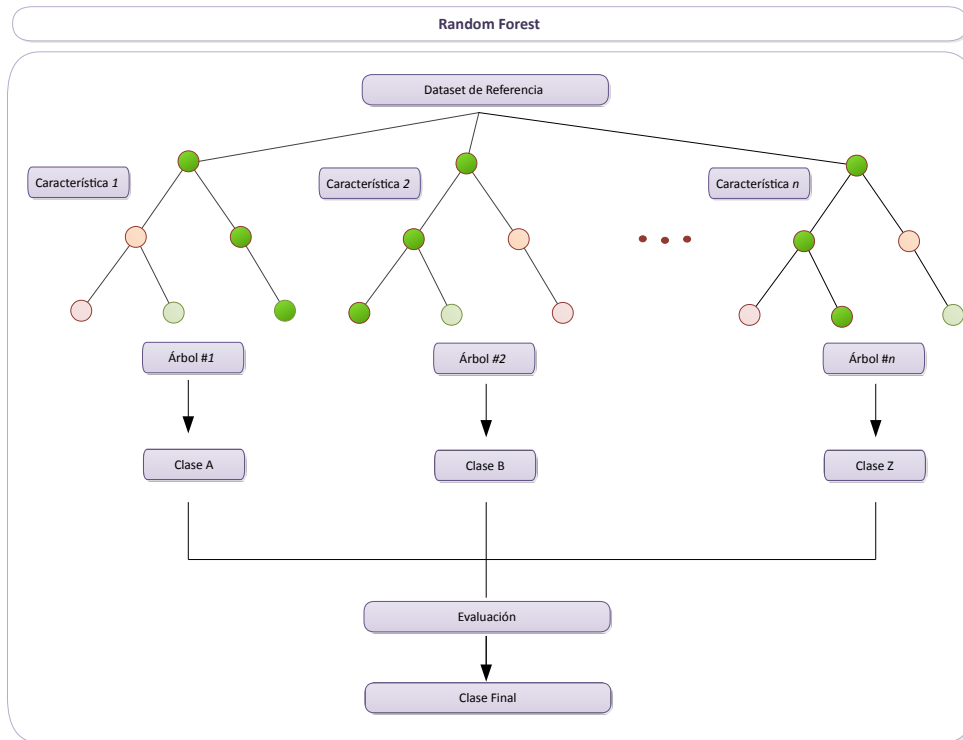 Random Forest
Dataset de Referencia
Característica 1
Característica 2
Característica n
Árbol #1
Árbol #2
Árbol #n
Clase A
Clase B
Clase Z
Evaluación
Clase Final